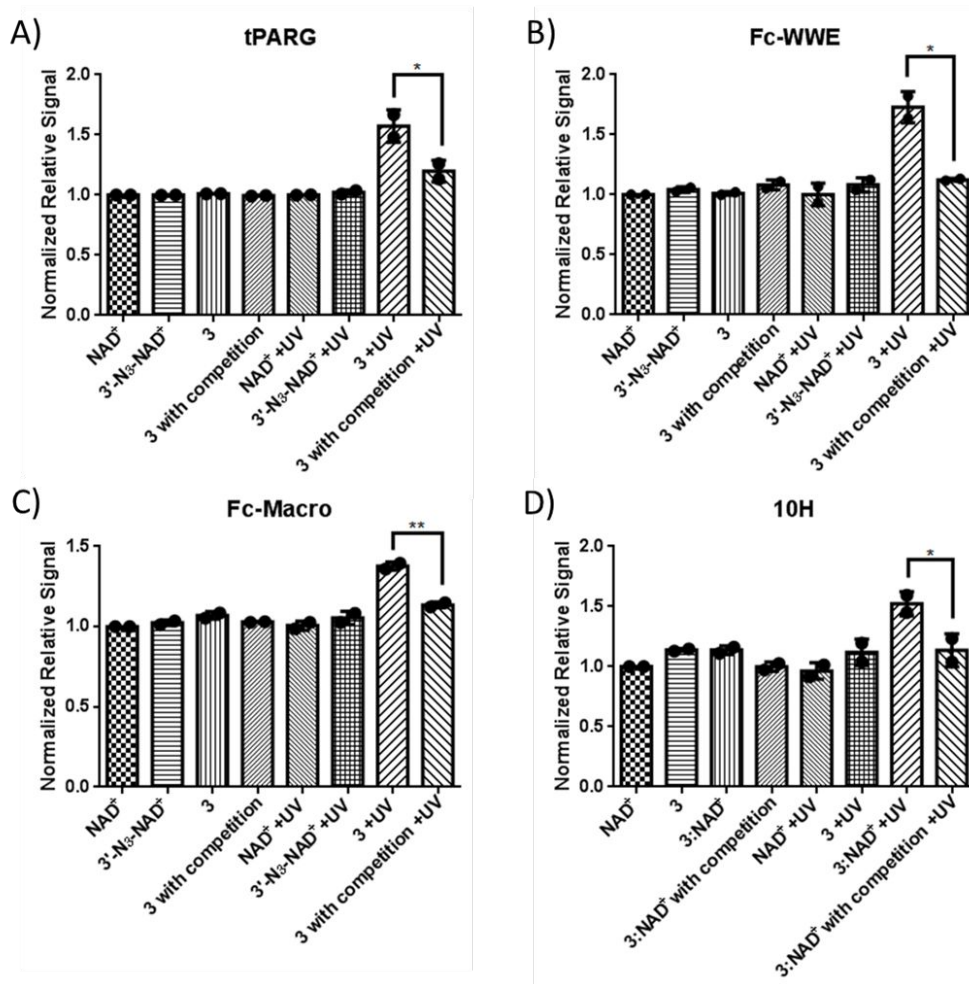 A)
tPARG
Normalized Relative Signal
2.0
1.5
1.0
0.5
0.0
NAD⁺
3'-N₃-NAD⁺
3
3 with competition
NAD⁺ +UV
3'-N₃-NAD⁺ +UV
3 +UV
3 with competition +UV
*
B)
Fc-WWE
Normalized Relative Signal
2.0
1.5
1.0
0.5
0.0
NAD⁺
3'-N₃-NAD⁺
3
3 with competition
NAD⁺ +UV
3'-N₃-NAD⁺ +UV
3 +UV
3 with competition +UV
*
C)
Fc-Macro
Normalized Relative Signal
1.5
1.0
0.5
0.0
NAD⁺
3'-N₃-NAD⁺
3
3 with competition
NAD⁺ +UV
3'-N₃-NAD⁺ +UV
3 +UV
3 with competition +UV
**
D)
10H
Normalized Relative Signal
2.0
1.5
1.0
0.5
0.0
NAD⁺
3
3:NAD⁺
3:NAD⁺ with competition
NAD⁺ +UV
3 +UV
3:NAD⁺ +UV
3:NAD⁺ with competition +UV
*